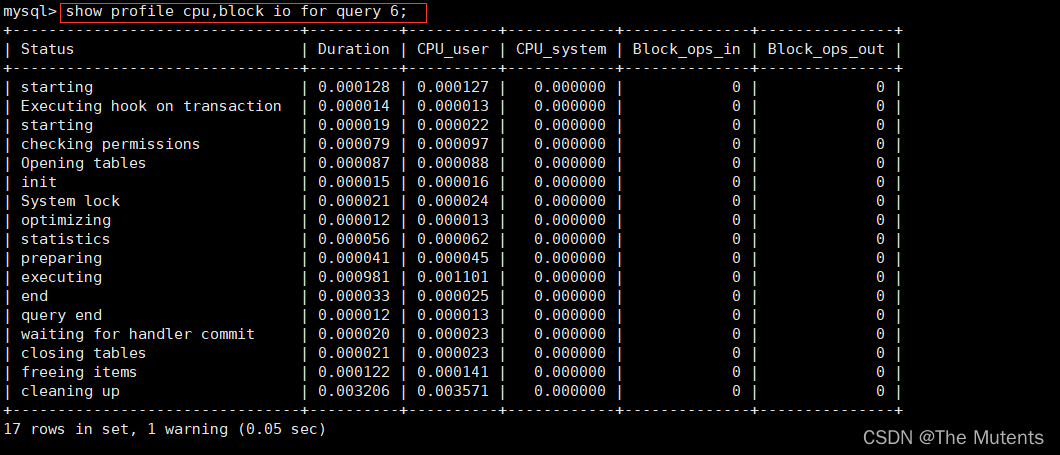 mysql> show profile cpu,block io for query 6;
+--------------------------------+----------+----------+------------+--------------+---------------+
| Status                         | Duration | CPU_user | CPU_system | Block_ops_in | Block_ops_out |
+--------------------------------+----------+----------+------------+--------------+---------------+
| starting                       | 0.000128 | 0.000127 |   0.000000 |            0 |             0 |
| Executing hook on transaction  | 0.000014 | 0.000013 |   0.000000 |            0 |             0 |
| starting                       | 0.000019 | 0.000022 |   0.000000 |            0 |             0 |
| checking permissions           | 0.000079 | 0.000097 |   0.000000 |            0 |             0 |
| Opening tables                 | 0.000087 | 0.000088 |   0.000000 |            0 |             0 |
| init                           | 0.000015 | 0.000016 |   0.000000 |            0 |             0 |
| System lock                    | 0.000021 | 0.000024 |   0.000000 |            0 |             0 |
| optimizing                     | 0.000012 | 0.000013 |   0.000000 |            0 |             0 |
| statistics                     | 0.000056 | 0.000062 |   0.000000 |            0 |             0 |
| preparing                      | 0.000041 | 0.000045 |   0.000000 |            0 |             0 |
| executing                      | 0.000981 | 0.001101 |   0.000000 |            0 |             0 |
| end                            | 0.000033 | 0.000025 |   0.000000 |            0 |             0 |
| query end                      | 0.000012 | 0.000013 |   0.000000 |            0 |             0 |
| waiting for handler commit     | 0.000020 | 0.000023 |   0.000000 |            0 |             0 |
| closing tables                 | 0.000021 | 0.000023 |   0.000000 |            0 |             0 |
| freeing items                  | 0.000122 | 0.000141 |   0.000000 |            0 |             0 |
| cleaning up                    | 0.003206 | 0.003571 |   0.000000 |            0 |             0 |
+--------------------------------+----------+----------+------------+--------------+---------------+
17 rows in set, 1 warning (0.05 sec)
CSDN @The Mutents